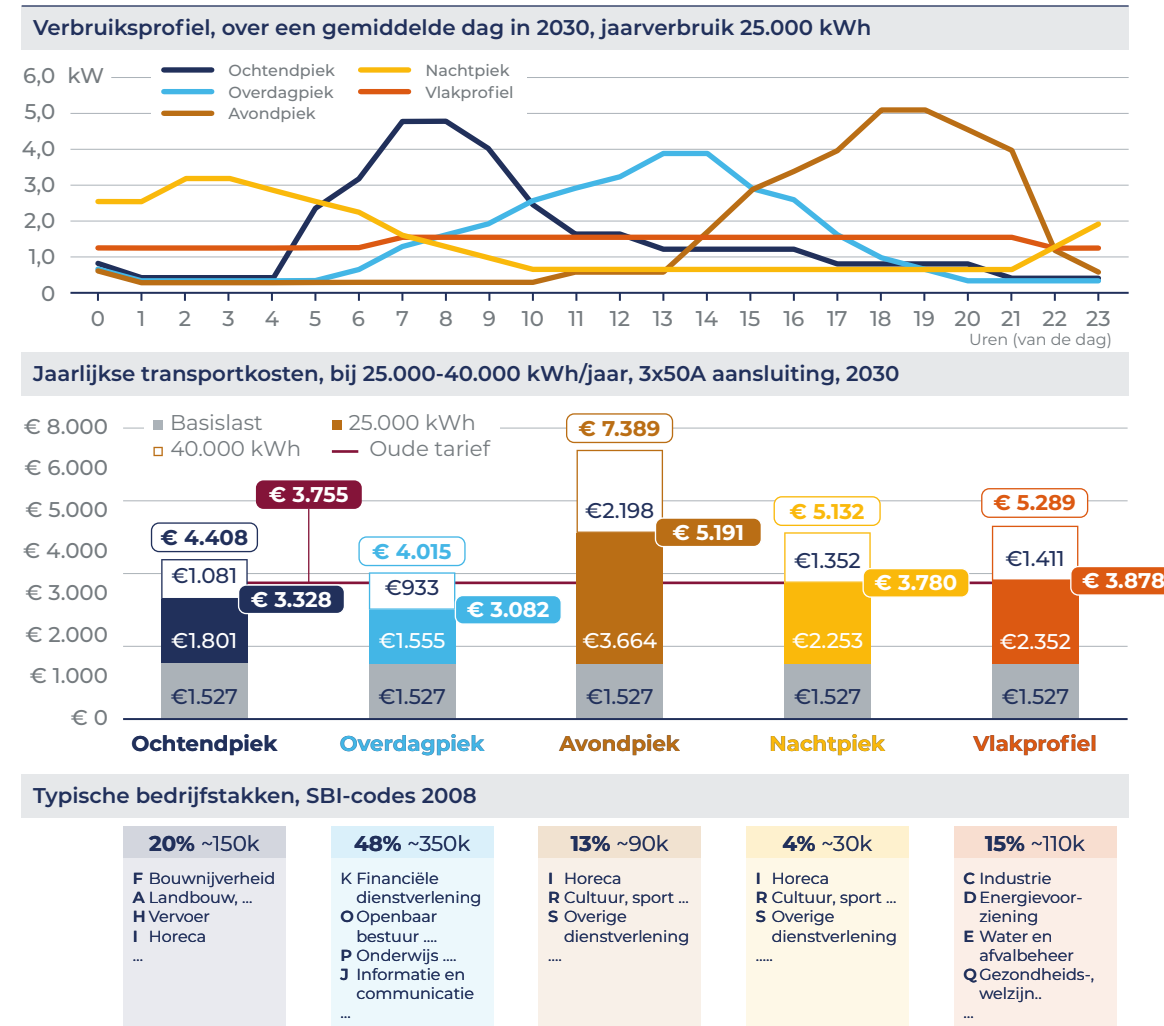 Verbruiksprofiel, over een gemiddelde dag in 2030, jaarverbruik 25.000 kWh
6,0 kW
Ochtendpiek
Nachtpiek
Overdagpiek
Vlakprofiel
Avondpiek
5,0
4,0
3,0
2,0
1,0
0
0 1 2 3 4 5 6 7 8 9 10 11 12 13 14 15 16 17 18 19 20 21 22 23
Uren (van de dag)
Jaarlijkse transportkosten, bij 25.000-40.000 kWh/jaar, 3x50A aansluiting, 2030
Basislast
25.000 kWh
40.000 kWh
Oude tarief
€ 8.000
€ 6.000
€ 5.000
€ 4.000
€ 3.000
€ 2.000
€ 1.000
€ 0
€ 3.755
€ 4.408
€1.081
€ 3.328
€1.801
€1.527
Ochtendpiek
€ 4.015
€933
€ 3.082
€1.555
€1.527
Overdagpiek
€ 7.389
€2.198
€ 5.191
€3.664
€1.527
Avondpiek
€ 5.132
€1.352
€ 3.780
€2.253
€1.527
Nachtpiek
€ 5.289
€1.411
€ 3.878
€2.352
€1.527
Vlakprofiel
Typische bedrijfstakken, SBI-codes 2008
20% ~150k
F Bouwnijverheid
A Landbouw, ...
H Vervoer
I Horeca
...
48% ~350k
K Financiële
dienstverlening
O Openbaar
bestuur ....
P Onderwijs ....
J Informatie en
communicatie
...
13% ~90k
I Horeca
R Cultuur, sport ...
S Overige
dienstverlening
....
4% ~30k
I Horeca
R Cultuur, sport ...
S Overige
dienstverlening
.....
15% ~110k
C Industrie
D Energievoor-
ziening
E Water en
afvalbeheer
Q Gezondheids-,
welzijn..
...